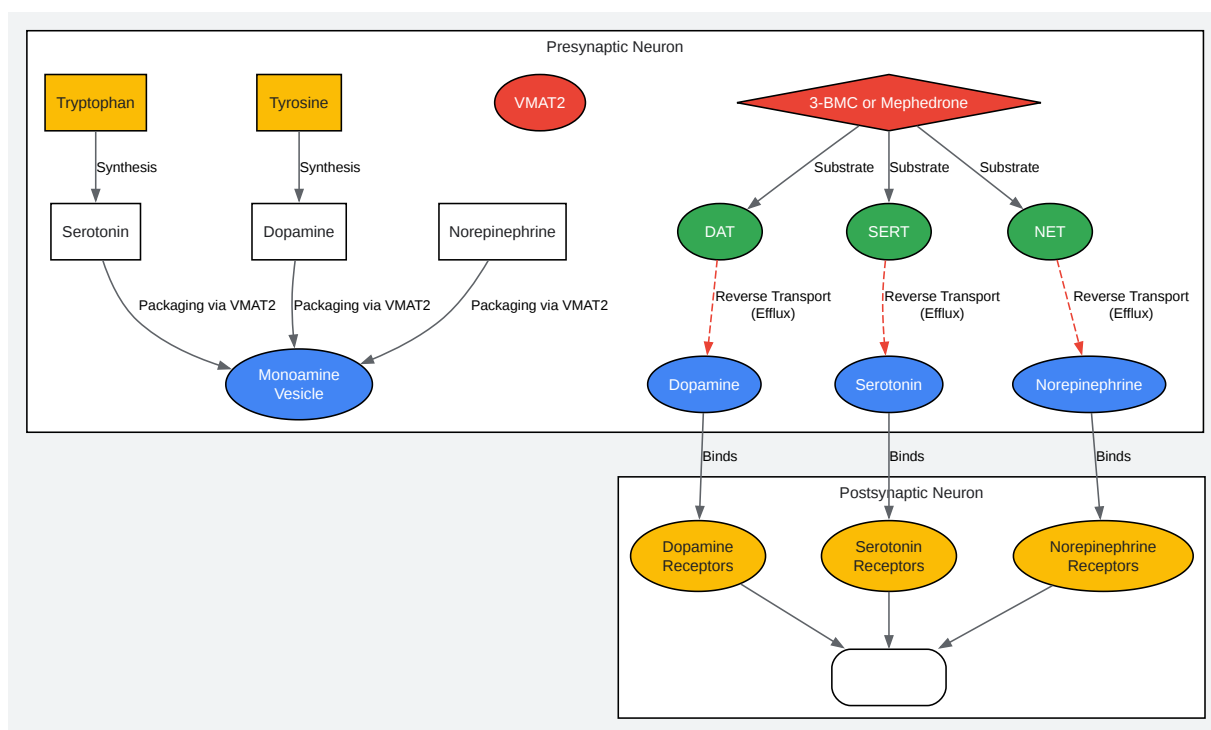 Presynaptic Neuron
Tryptophan
Tyrosine
VMAT2
3-BMC or Mephedrone
Synthesis
Synthesis
Substrate
Substrate
Substrate
Serotonin
Dopamine
Norepinephrine
DAT
SERT
NET
Packaging via VMAT2
Packaging via VMAT2
Packaging via VMAT2
Reverse Transport
(Efflux)
Reverse Transport
(Efflux)
Reverse Transport
(Efflux)
Monoamine
Vesicle
Dopamine
Serotonin
Norepinephrine
Binds
Binds
Binds
Postsynaptic Neuron
Dopamine
Receptors
Serotonin
Receptors
Norepinephrine
Receptors